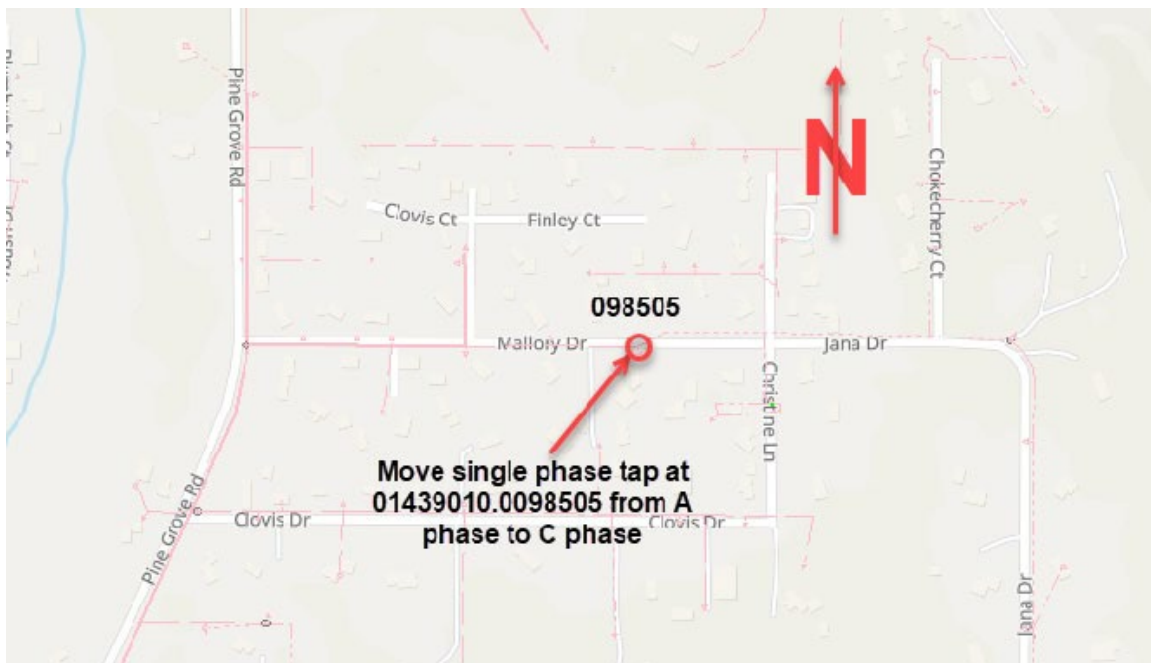 Pine Grove Rd
N
Chokecherry Ct
Clovis Ct
Finley Ct
098505
Mallory Dr
Jana Dr
Christine Ln
Move single phase tap at
01439010.0098505 from A
phase to C phase
Pine Grove Rd
Clovis Dr
Clovis Dr
Jana Dr